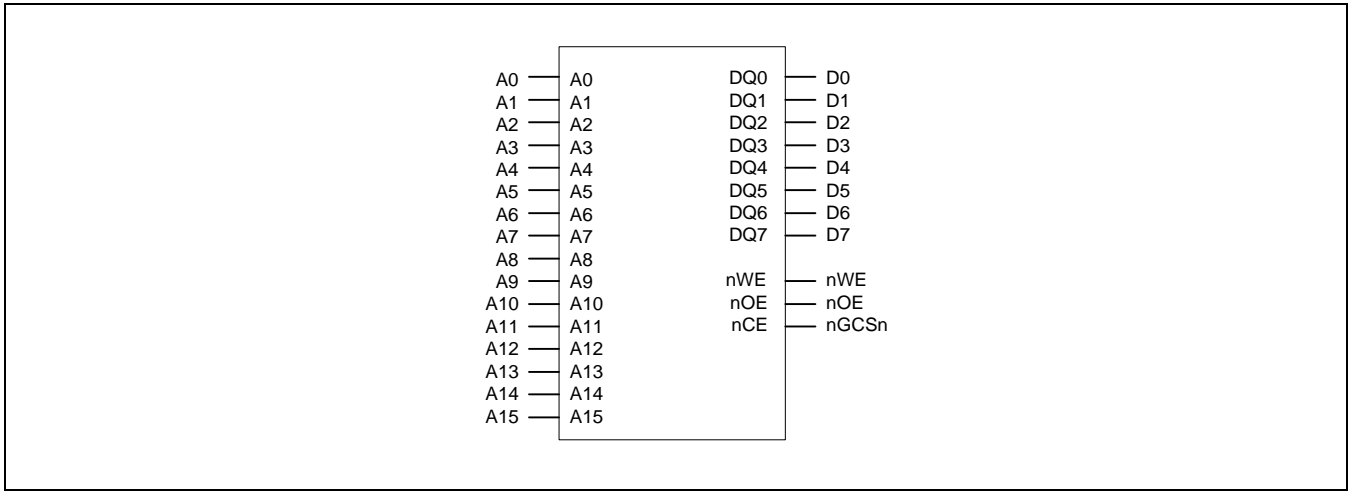 A0 A0 DQ0 D0
A1 A1 DQ1 D1
A2 A2 DQ2 D2
A3 A3 DQ3 D3
A4 A4 DQ4 D4
A5 A5 DQ5 D5
A6 A6 DQ6 D6
A7 A7 DQ7 D7
A8 A8
A9 A9 nWE nWE
A10 A10 nOE nOE
A11 A11 nCE nGCSn
A12 A12
A13 A13
A14 A14
A15 A15